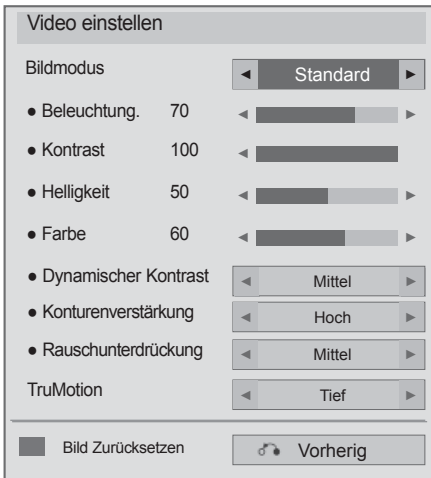 Video einstellen
Bildmodus Standard
● Beleuchtung. 70
● Kontrast 100
● Helligkeit 50
● Farbe 60
● Dynamischer Kontrast Mittel
● Konturenverstärkung Hoch
● Rauschunterdrückung Mittel
TruMotion Tief
Bild Zurücksetzen Vorherig